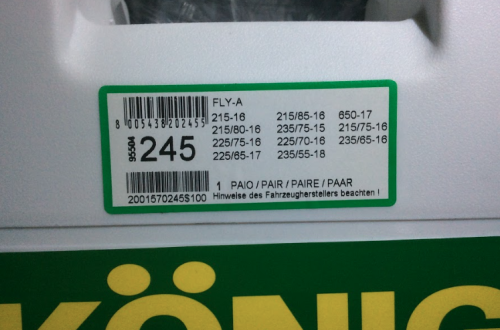 FLY-A
215-16 215/85-16 650-17
215/80-16 235/75-15 215/75-16
225/75-16 225/70-16 235/65-16
225/65-17 235/55-18
8 005438 202455
95504
245
1 PAIO / PAIR / PAIRE / PAAR
2001570245S100
Hinweise des Fahrzeugherstellers beachten !
KÖNIG